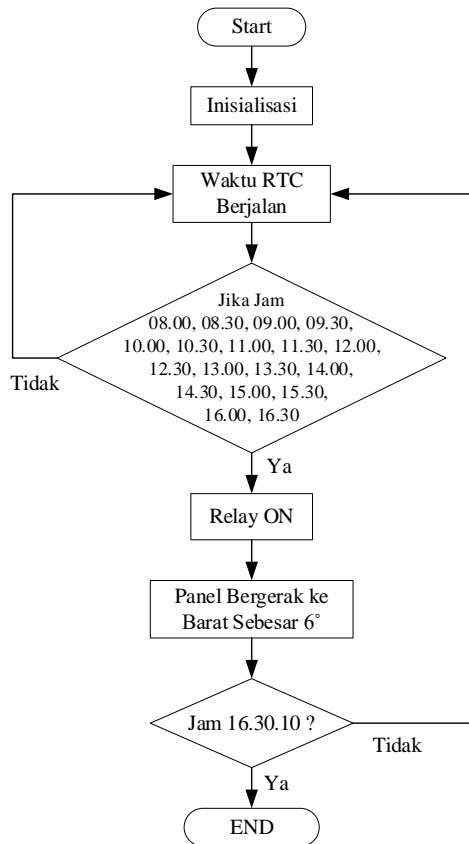 Start
Inisialisasi
Waktu RTC
Berjalan
Jika Jam
08.00, 08.30, 09.00, 09.30,
10.00, 10.30, 11.00, 11.30, 12.00,
12.30, 13.00, 13.30, 14.00,
14.30, 15.00, 15.30,
16.00, 16.30
Tidak
Ya
Relay ON
Panel Bergerak ke
Barat Sebesar 6°
Jam 16.30.10 ?
Tidak
Ya
END